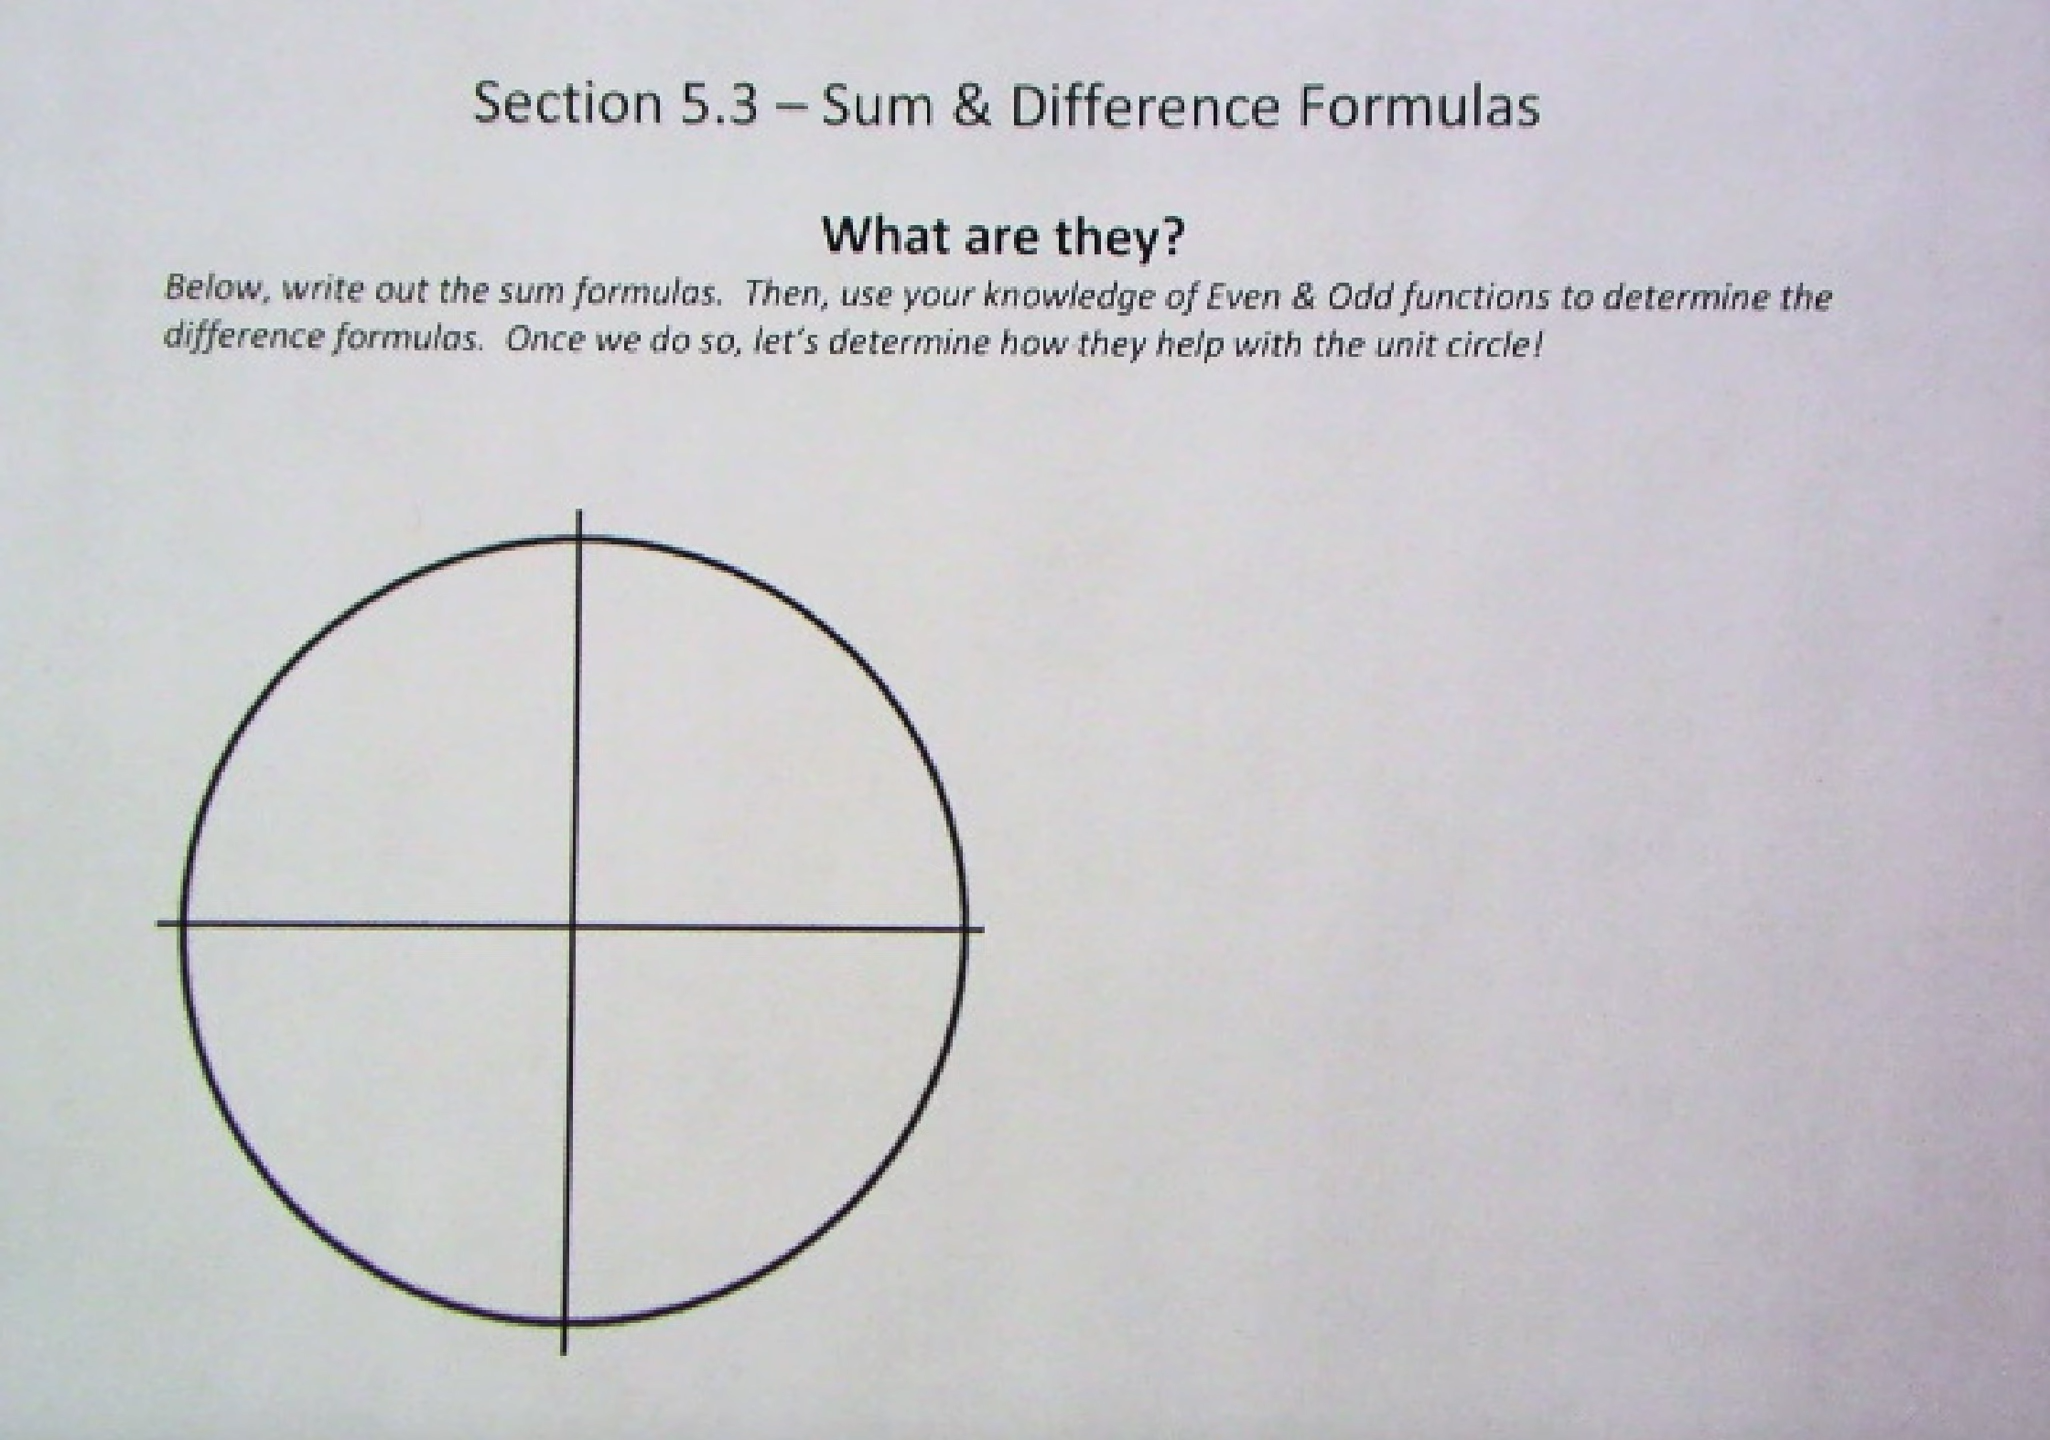 Section 5.3 – Sum & Difference Formulas
What are they?
Below, write out the sum formulas.  Then, use your knowledge of Even & Odd functions to determine the
difference formulas.  Once we do so, let's determine how they help with the unit circle!